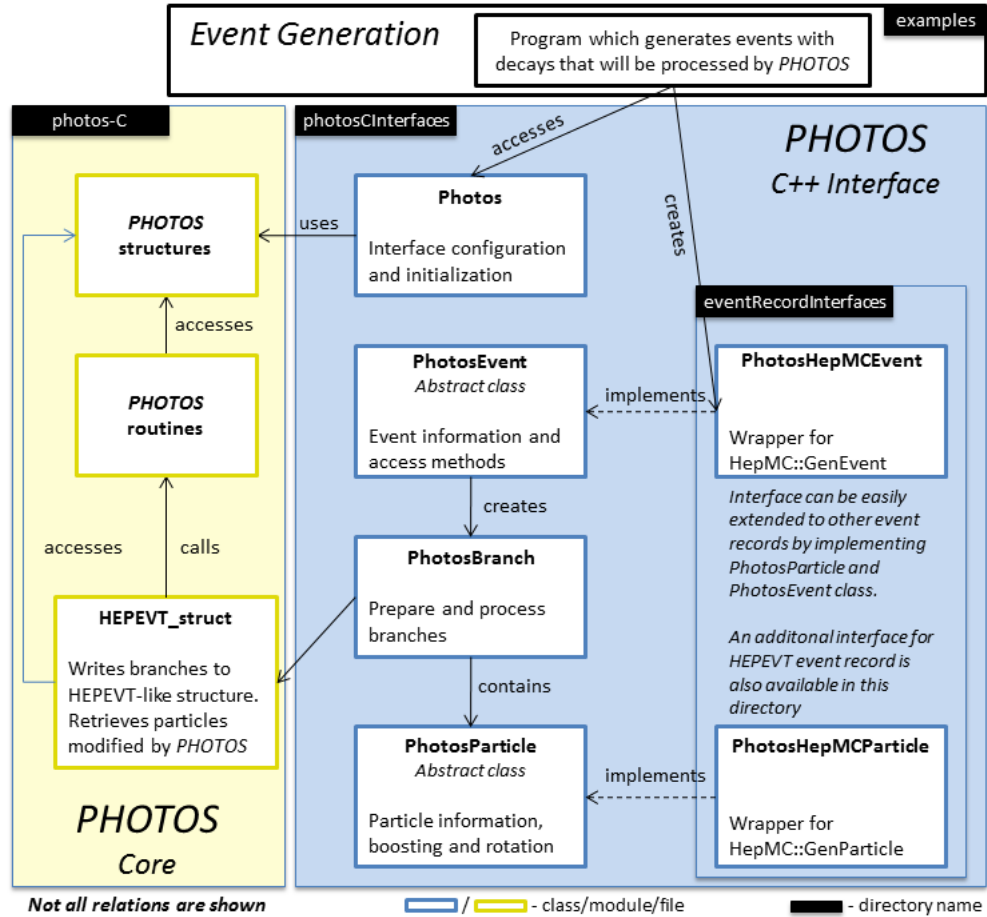 Event Generation
examples
Program which generates events with
decays that will be processed by PHOTOS
photos-C
photosCInterfaces
PHOTOS
C++ Interface
accesses
creates
PHOTOS
structures
uses
Photos
Interface configuration
and initialization
accesses
eventRecordInterfaces
PHOTOS
routines
PhotosEvent
Abstract class
Event information and
access methods
implements
PhotosHepMCEvent
Wrapper for
HepMC::GenEvent
Interface can be easily
extended to other event
records by implementing
PhotosParticle and
PhotosEvent class.
An additonal interface for
HEPEVT event record is
also available in this
directory
creates
accesses
calls
PhotosBranch
Prepare and process
branches
HEPEVT_struct
Writes branches to
HEPEVT-like structure.
Retrieves particles
modified by PHOTOS
contains
PhotosParticle
Abstract class
Particle information,
boosting and rotation
implements
PhotosHepMCParticle
Wrapper for
HepMC::GenParticle
PHOTOS
Core
Not all relations are shown
/ - class/module/file
- directory name